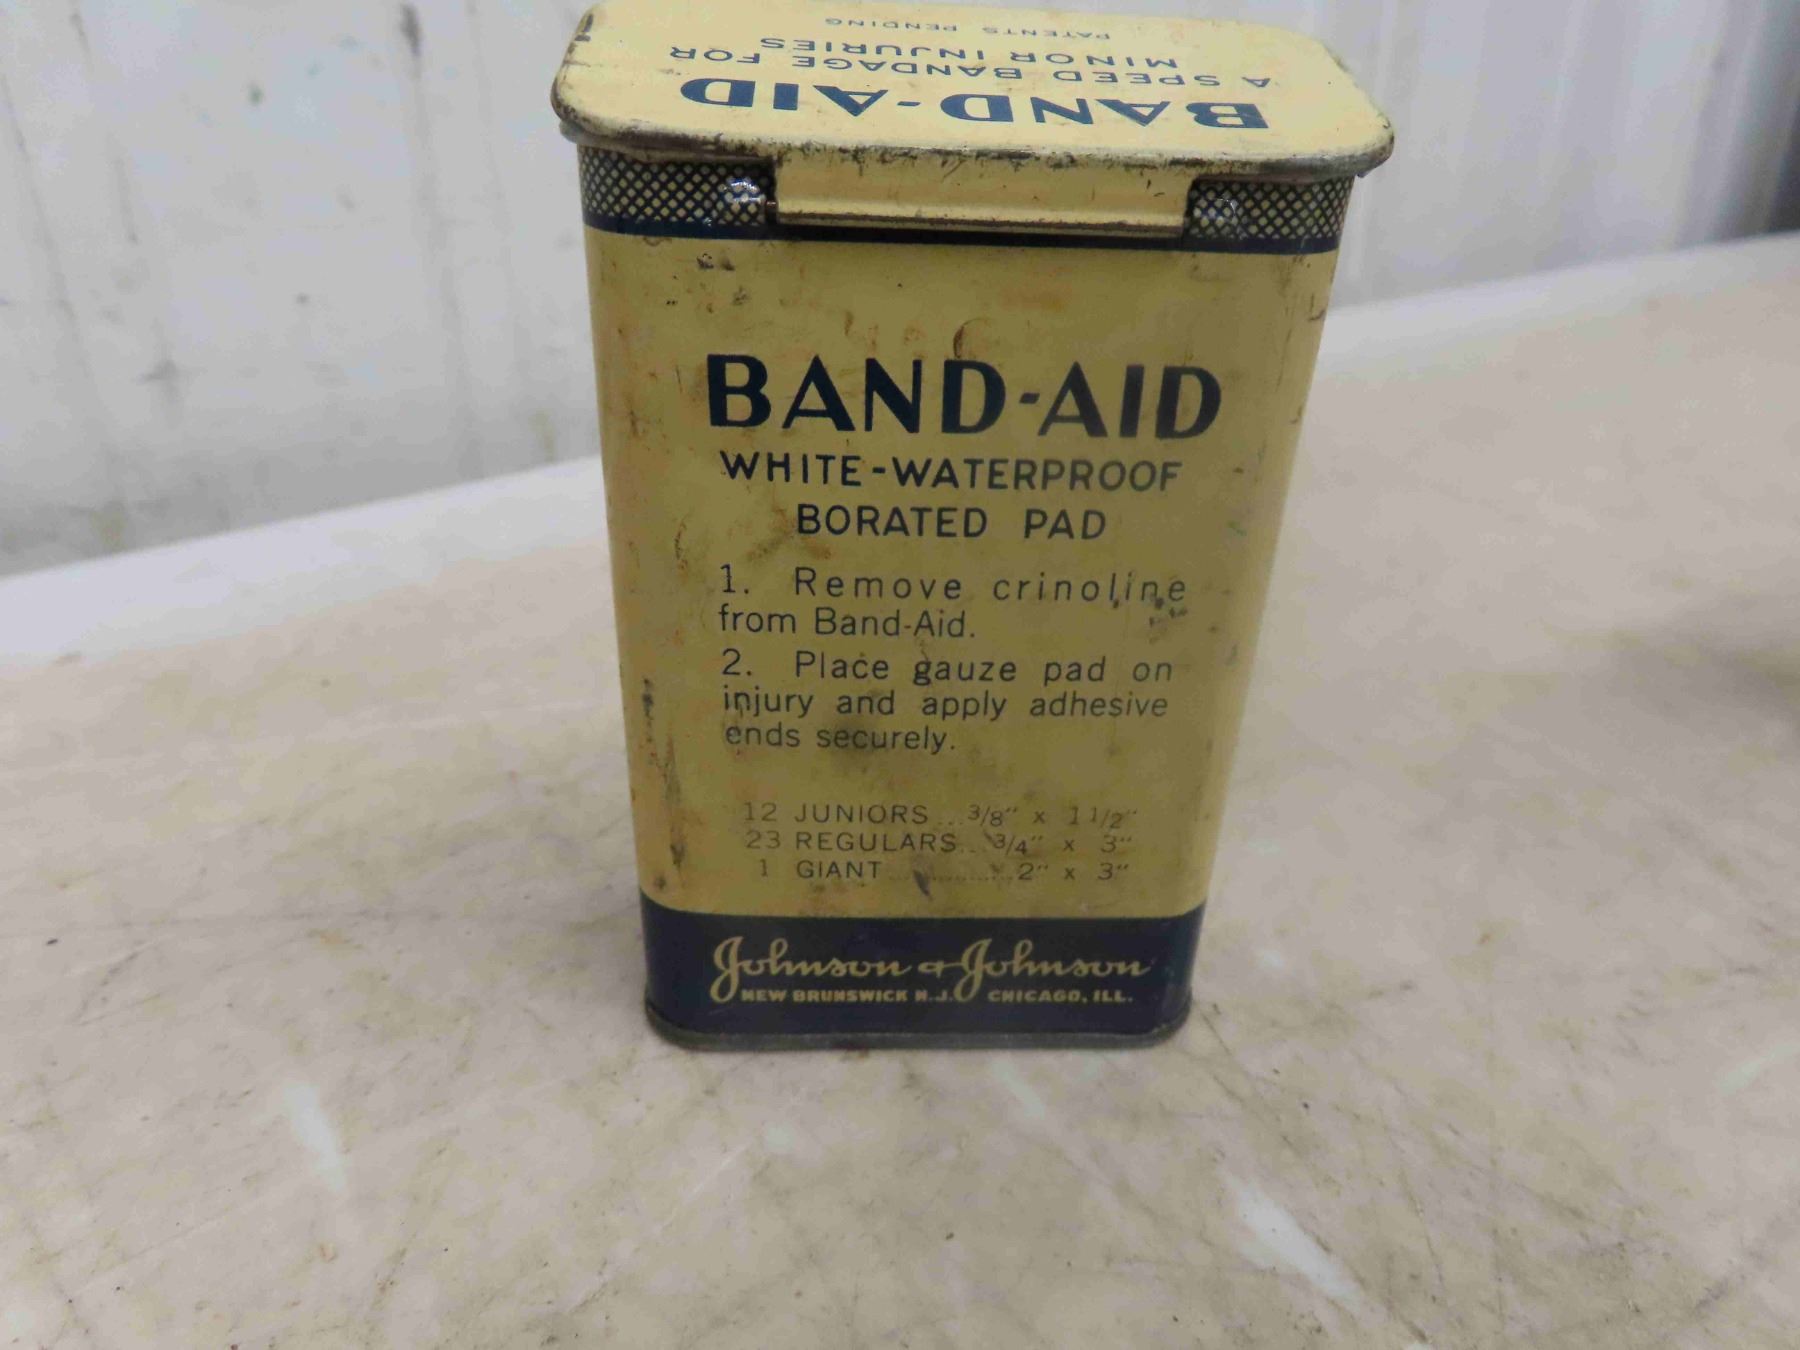 BAND-AID
A SPEED BANDAGE FOR
MINOR INJURIES
PATENTS PENDING
BAND-AID
WHITE-WATERPROOF
BORATED PAD
1. Remove crinoline
from Band-Aid.
2. Place gauze pad on
injury and apply adhesive
ends securely.
12 JUNIORS... 3/8" x 1 1/2"
23 REGULARS... 3/4" x 3"
1 GIANT............2" x 3"
Johnson & Johnson
NEW BRUNSWICK N.J. CHICAGO, ILL.